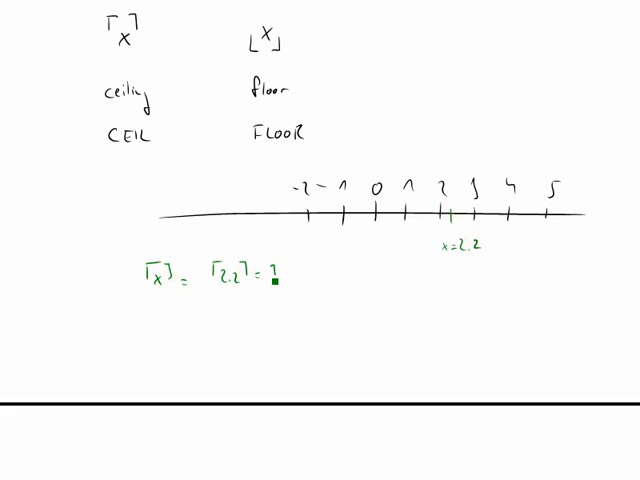 ⌈x⌉ ⌊x⌋
ceiling floor
CEIL FLOOR
-2 -1 0 1 2 3 4 5
x=2.2
⌈x⌉ = ⌈2.2⌉ =